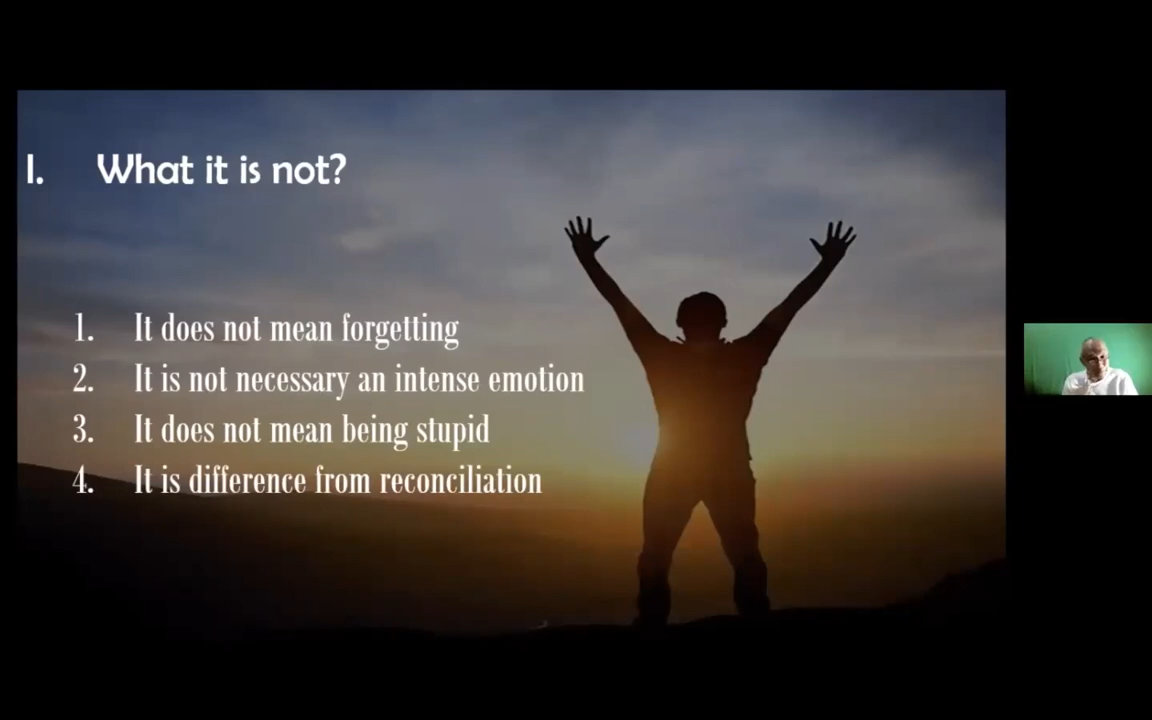 I. What it is not?
1. It does not mean forgetting
2. It is not necessary an intense emotion
3. It does not mean being stupid
4. It is difference from reconciliation